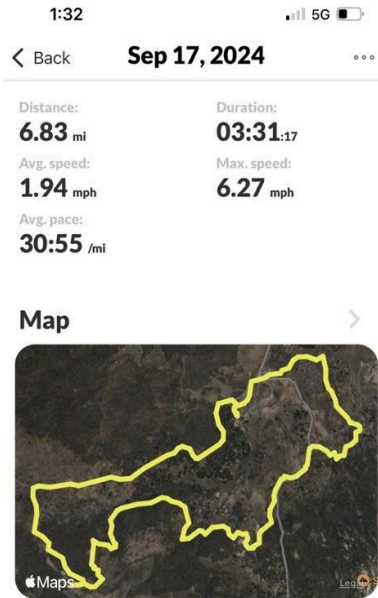 1:32 5G
Back Sep 17, 2024
Distance: Duration:
6.83 mi 03:31:17
Avg. speed: Max. speed:
1.94 mph 6.27 mph
Avg. pace:
30:55 /mi
Map
Maps